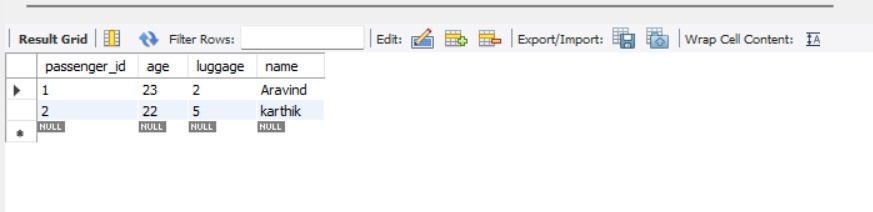 Result Grid Filter Rows: Edit: Export/Import: Wrap Cell Content: IA
passenger_id age luggage name
1 23 2 Aravind
2 22 5 karthik
NULL NULL NULL NULL